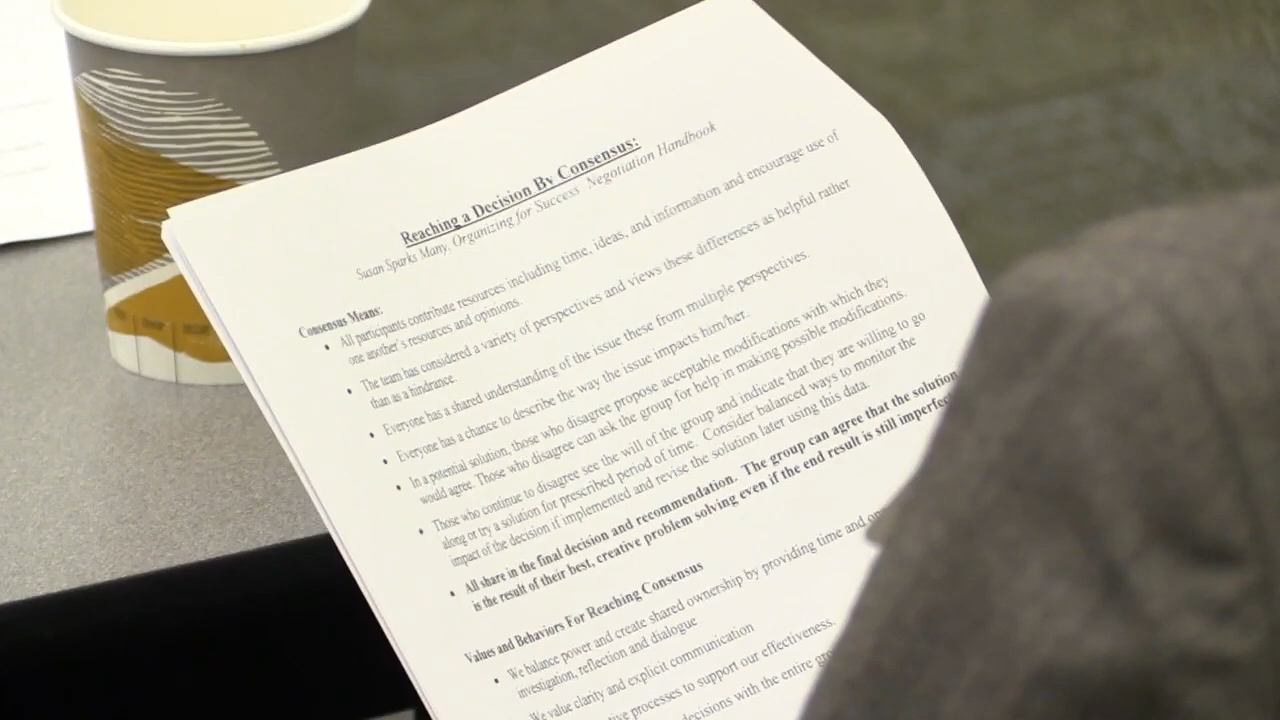 Reaching a Decision By Consensus:
Susan Sparks Many, Organizing for Success Negotiation Handbook
Consensus Means:
• All participants contribute resources including time, ideas, and information and encourage use of
one another's resources and opinions.
• The team has considered a variety of perspectives and views these differences as helpful rather
than as a hindrance.
• Everyone has a shared understanding of the issue these from multiple perspectives.
• Everyone has a chance to describe the way the issue impacts him/her.
• In a potential solution, those who disagree propose acceptable modifications with which they
would agree. Those who disagree can ask the group for help in making possible modifications.
• Those who continue to disagree see the will of the group and indicate that they are willing to go
along or try a solution for prescribed period of time. Consider balanced ways to monitor the
impact of the decision if implemented and revise the solution later using this data.
• All share in the final decision and recommendation. The group can agree that the solution
is the result of their best, creative problem solving even if the end result is still imperfect
Values and Behaviors For Reaching Consensus
• We balance power and create shared ownership by providing time and
investigation, reflection and dialogue
We value clarity and explicit communication
processes to support our effectiveness.
decisions with the entire